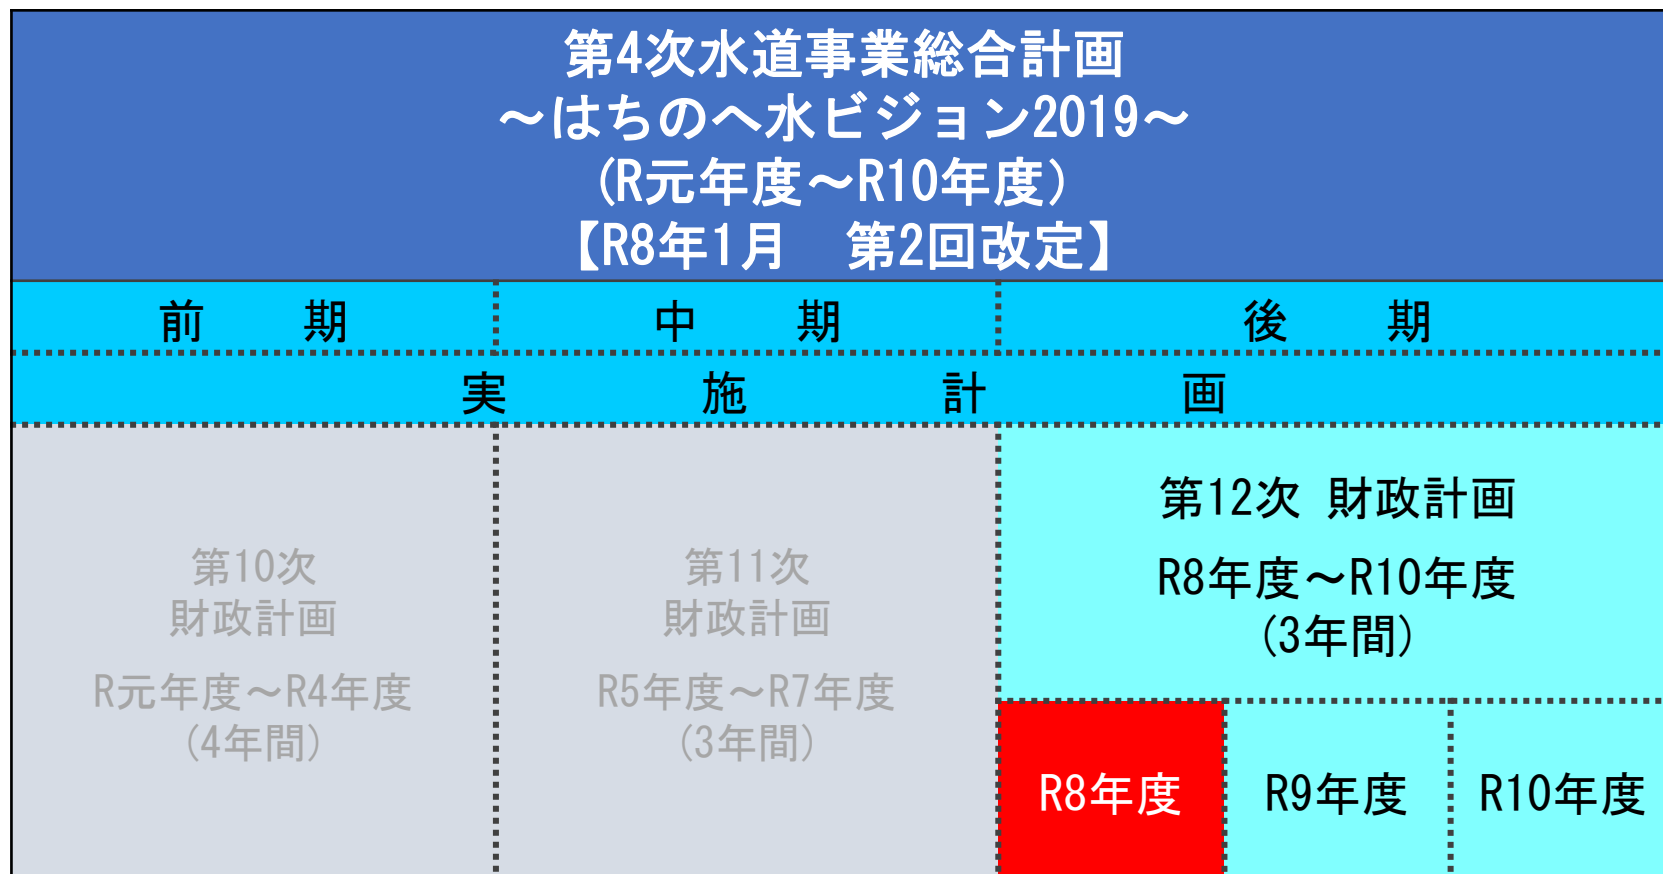 第4次水道事業総合計画
～はちのへ水ビジョン2019～
(R元年度～R10年度)
【R8年1月　第2回改定】
前　期
中　期
後　期
実　施　計　画
第10次
財政計画
R元年度～R4年度
(4年間)
第11次
財政計画
R5年度～R7年度
(3年間)
第12次 財政計画
R8年度～R10年度
(3年間)
R8年度
R9年度
R10年度